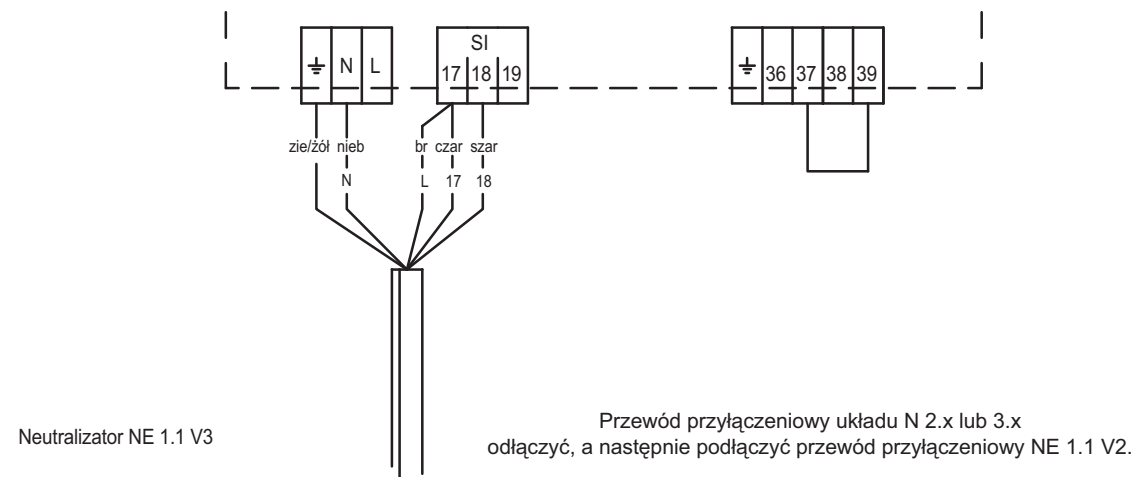 SI
N L 17 18 19 36 37 38 39
zie/żół nieb br czar szar
N L 17 18
Neutralizator NE 1.1 V3
Przewód przyłączeniowy układu N 2.x lub 3.x
odłączyć, a następnie podłączyć przewód przyłączeniowy NE 1.1 V2.